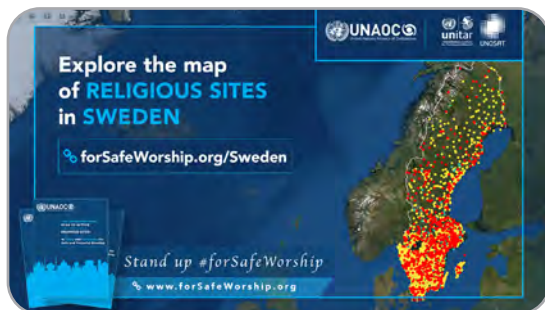 UNAOC
unitar
UNOSAT
Explore the map
of RELIGIOUS SITES
in SWEDEN
forSafeWorship.org/Sweden
UNAOC
Stand up #forSafeWorship
www.forSafeWorship.org